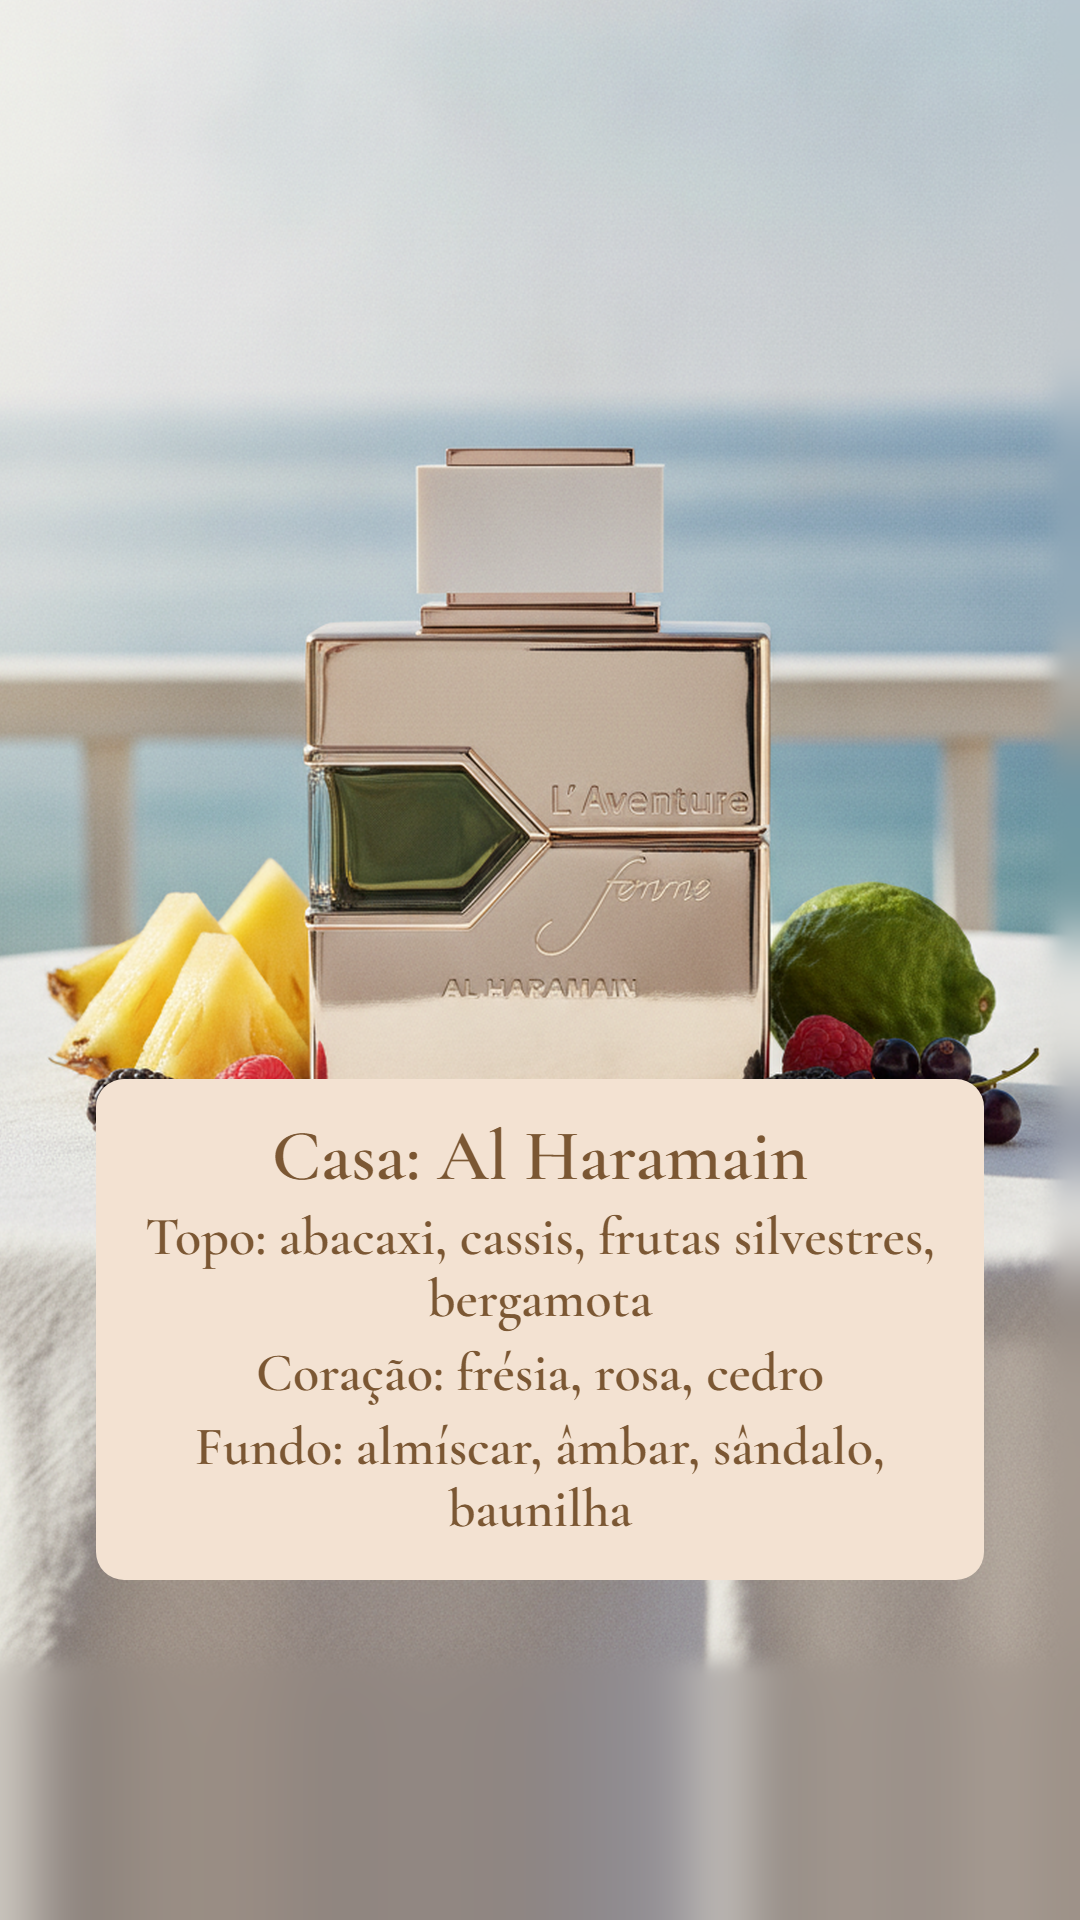 L'Aventure
femme
AL HARAMAIN
Casa: Al Haramain
Topo: abacaxi, cassis, frutas silvestres,
bergamota
Coração: frésia, rosa, cedro
Fundo: almíscar, âmbar, sândalo,
baunilha